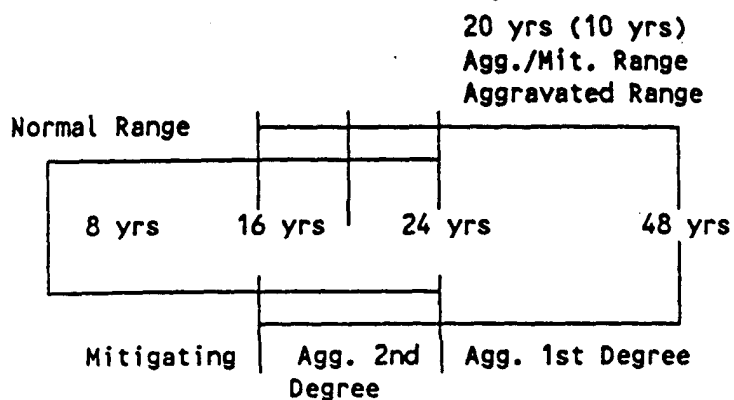 20 yrs (10 yrs)
Agg./Mit. Range
Aggravated Range
Normal Range
8 yrs 16 yrs 24 yrs 48 yrs
Mitigating Agg. 2nd Agg. 1st Degree
Degree